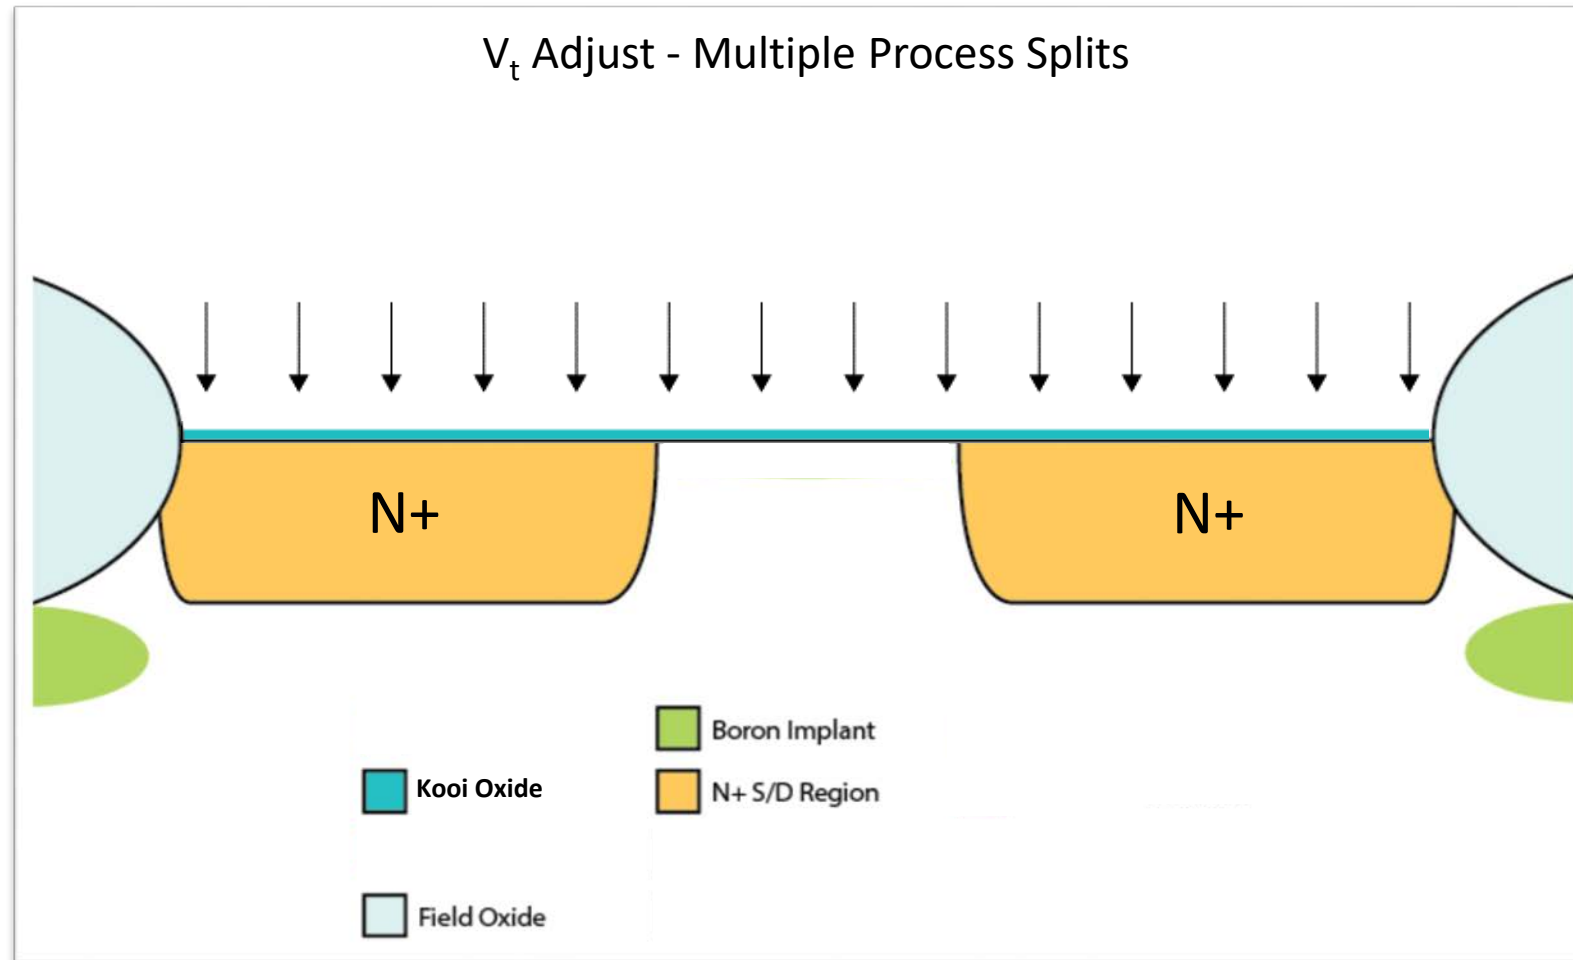 Vt Adjust - Multiple Process Splits
N+ N+
Boron Implant
Kooi Oxide N+ S/D Region
Field Oxide